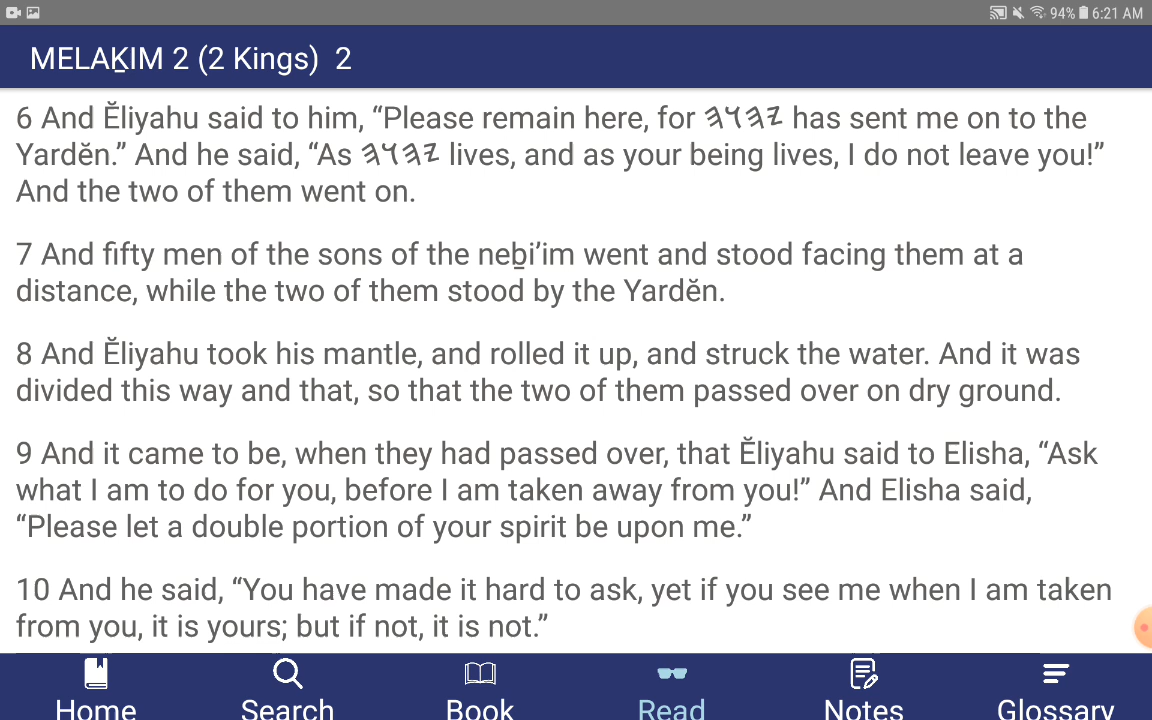 94% 6:21 AM
MELAḴIM 2 (2 Kings) 2
6 And Ĕliyahu said to him, “Please remain here, for 𐤉𐤄𐤅𐤄 has sent me on to the
Yardĕn.” And he said, “As 𐤉𐤄𐤅𐤄 lives, and as your being lives, I do not leave you!”
And the two of them went on.
7 And fifty men of the sons of the neḇi’im went and stood facing them at a
distance, while the two of them stood by the Yardĕn.
8 And Ĕliyahu took his mantle, and rolled it up, and struck the water. And it was
divided this way and that, so that the two of them passed over on dry ground.
9 And it came to be, when they had passed over, that Ĕliyahu said to Elisha, “Ask
what I am to do for you, before I am taken away from you!” And Elisha said,
“Please let a double portion of your spirit be upon me.”
10 And he said, “You have made it hard to ask, yet if you see me when I am taken
from you, it is yours; but if not, it is not.”
Home Search Book Read Notes Glossary